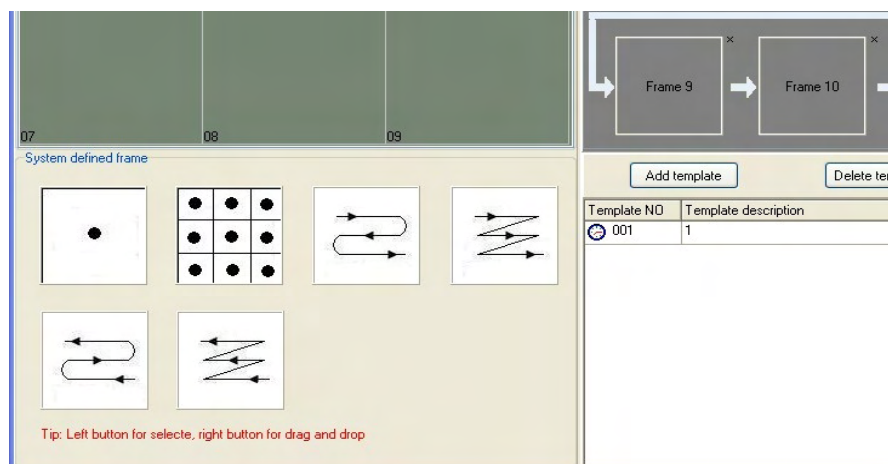 07 08 09
Frame 9 × Frame 10 ×
System defined frame
Add template
Template NO Template description
001 1
Tip: Left button for selecte, right button for drag and drop